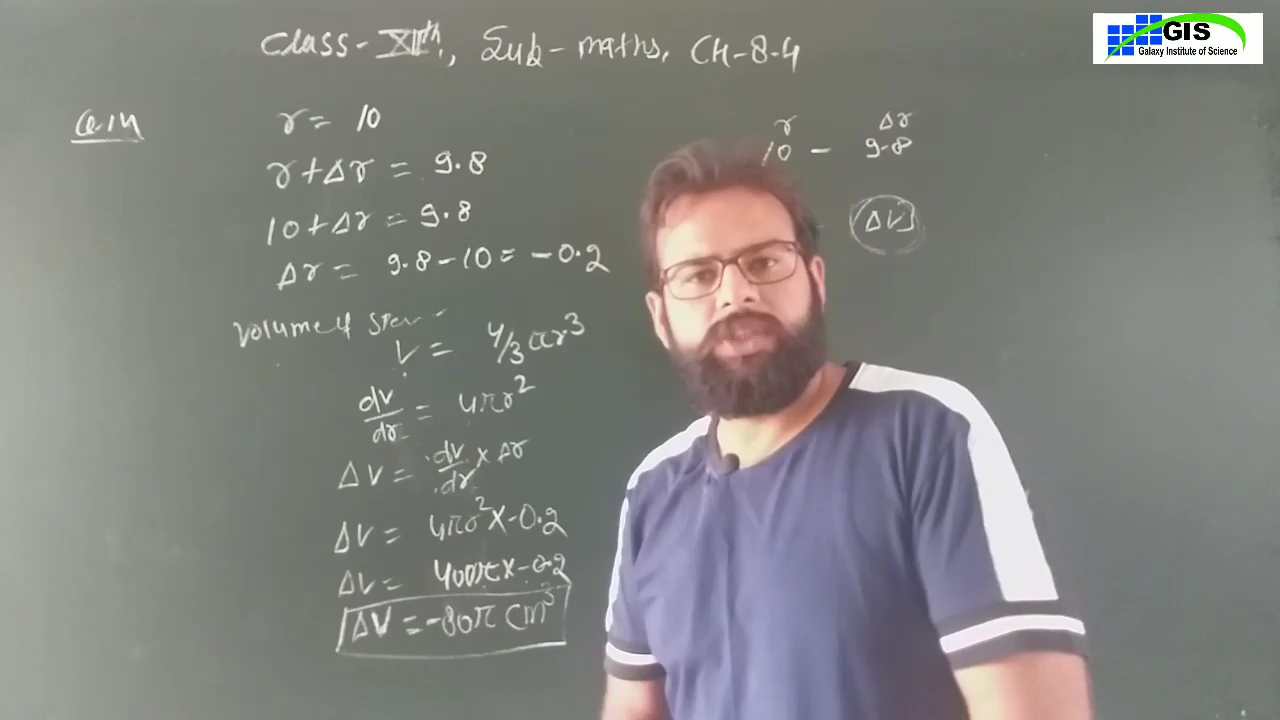 GIS
Galaxy Institute of Science
Class-XIIth, Sub-maths, CH-8.4
Q.14
r = 10
r+Δr = 9.8
10+Δr = 9.8
Δr = 9.8-10 = -0.2
Volume of
V = 4/3 πr³
dv/dr = 4πr²
ΔV = dv/dr × Δr
ΔV = 4πr² × -0.2
ΔV = 400π × -0.2
ΔV = -80π cm³
r Δr
10 - 9.8
ΔV